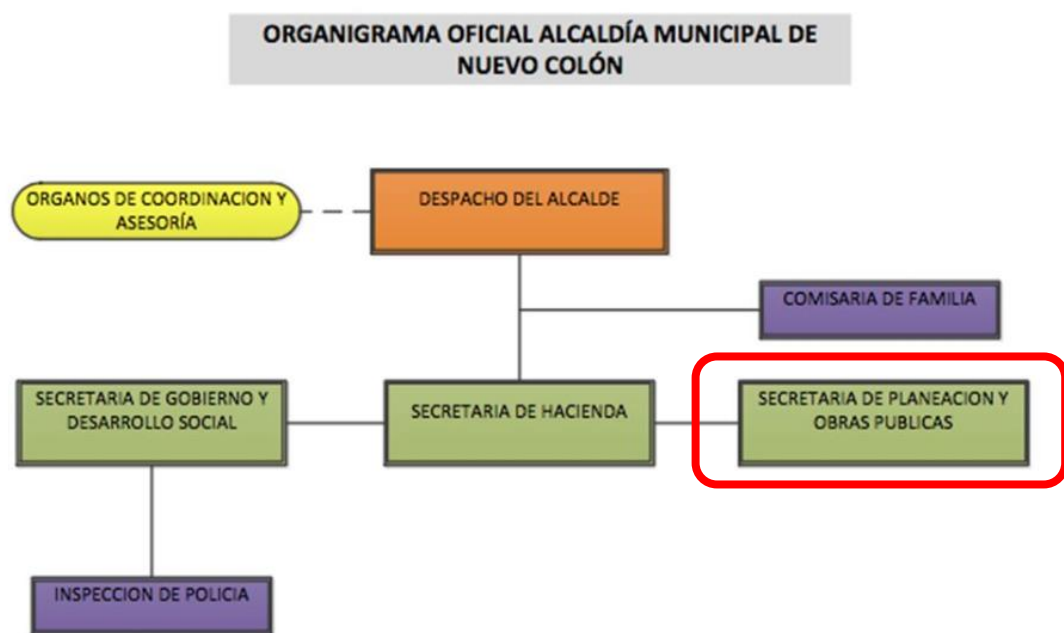 ORGANIGRAMA OFICIAL ALCALDÍA MUNICIPAL DE
NUEVO COLÓN
ORGANOS DE COORDINACION Y
ASESORÍA
DESPACHO DEL ALCALDE
COMISARIA DE FAMILIA
SECRETARIA DE GOBIERNO Y
DESARROLLO SOCIAL
SECRETARIA DE HACIENDA
SECRETARIA DE PLANEACION Y
OBRAS PUBLICAS
INSPECCION DE POLICIA